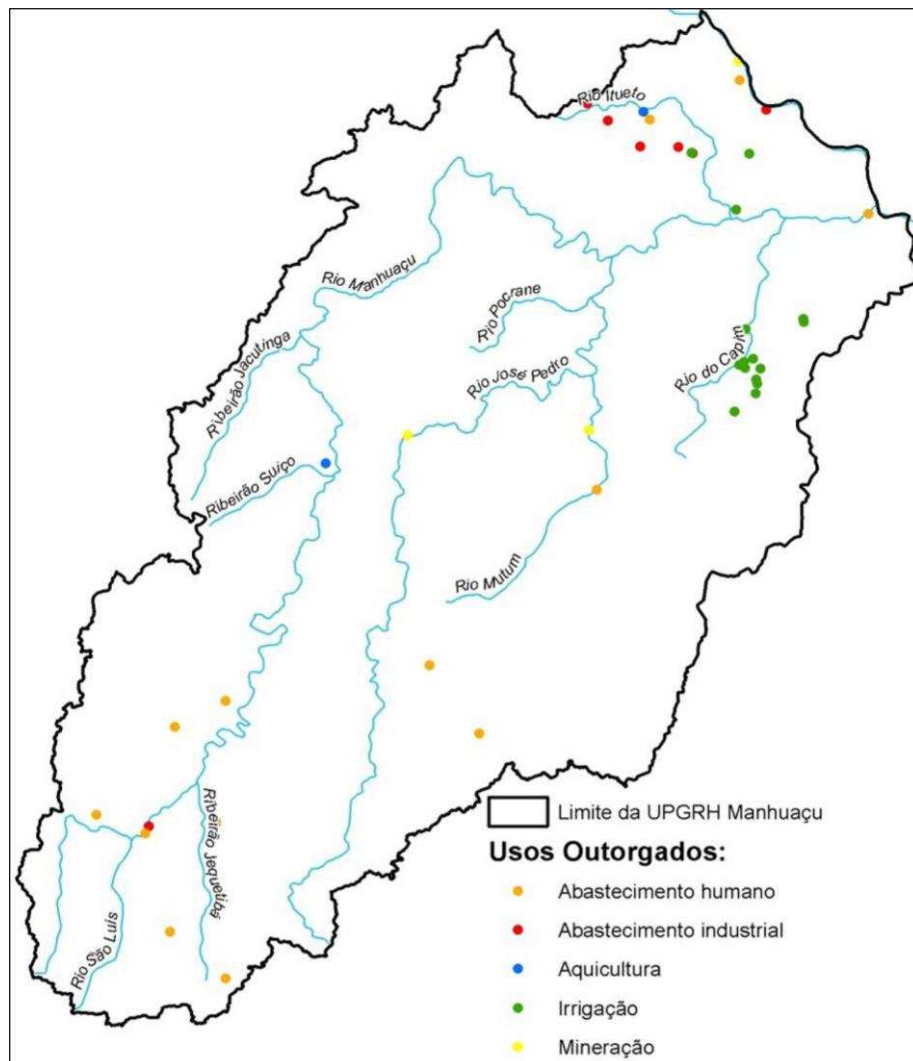 Rio Itueto
Rio Manhuaçu
Rio Pocrane
Ribeirão Jacutinga
Rio José Pedro
Rio do Capim
Ribeirão Suiço
Rio Mutum
Ribeirão Jequetibá
Rio São Luis
Limite da UPGRH Manhuaçu
Usos Outorgados:
Abastecimento humano
Abastecimento industrial
Aquicultura
Irrigação
Mineração